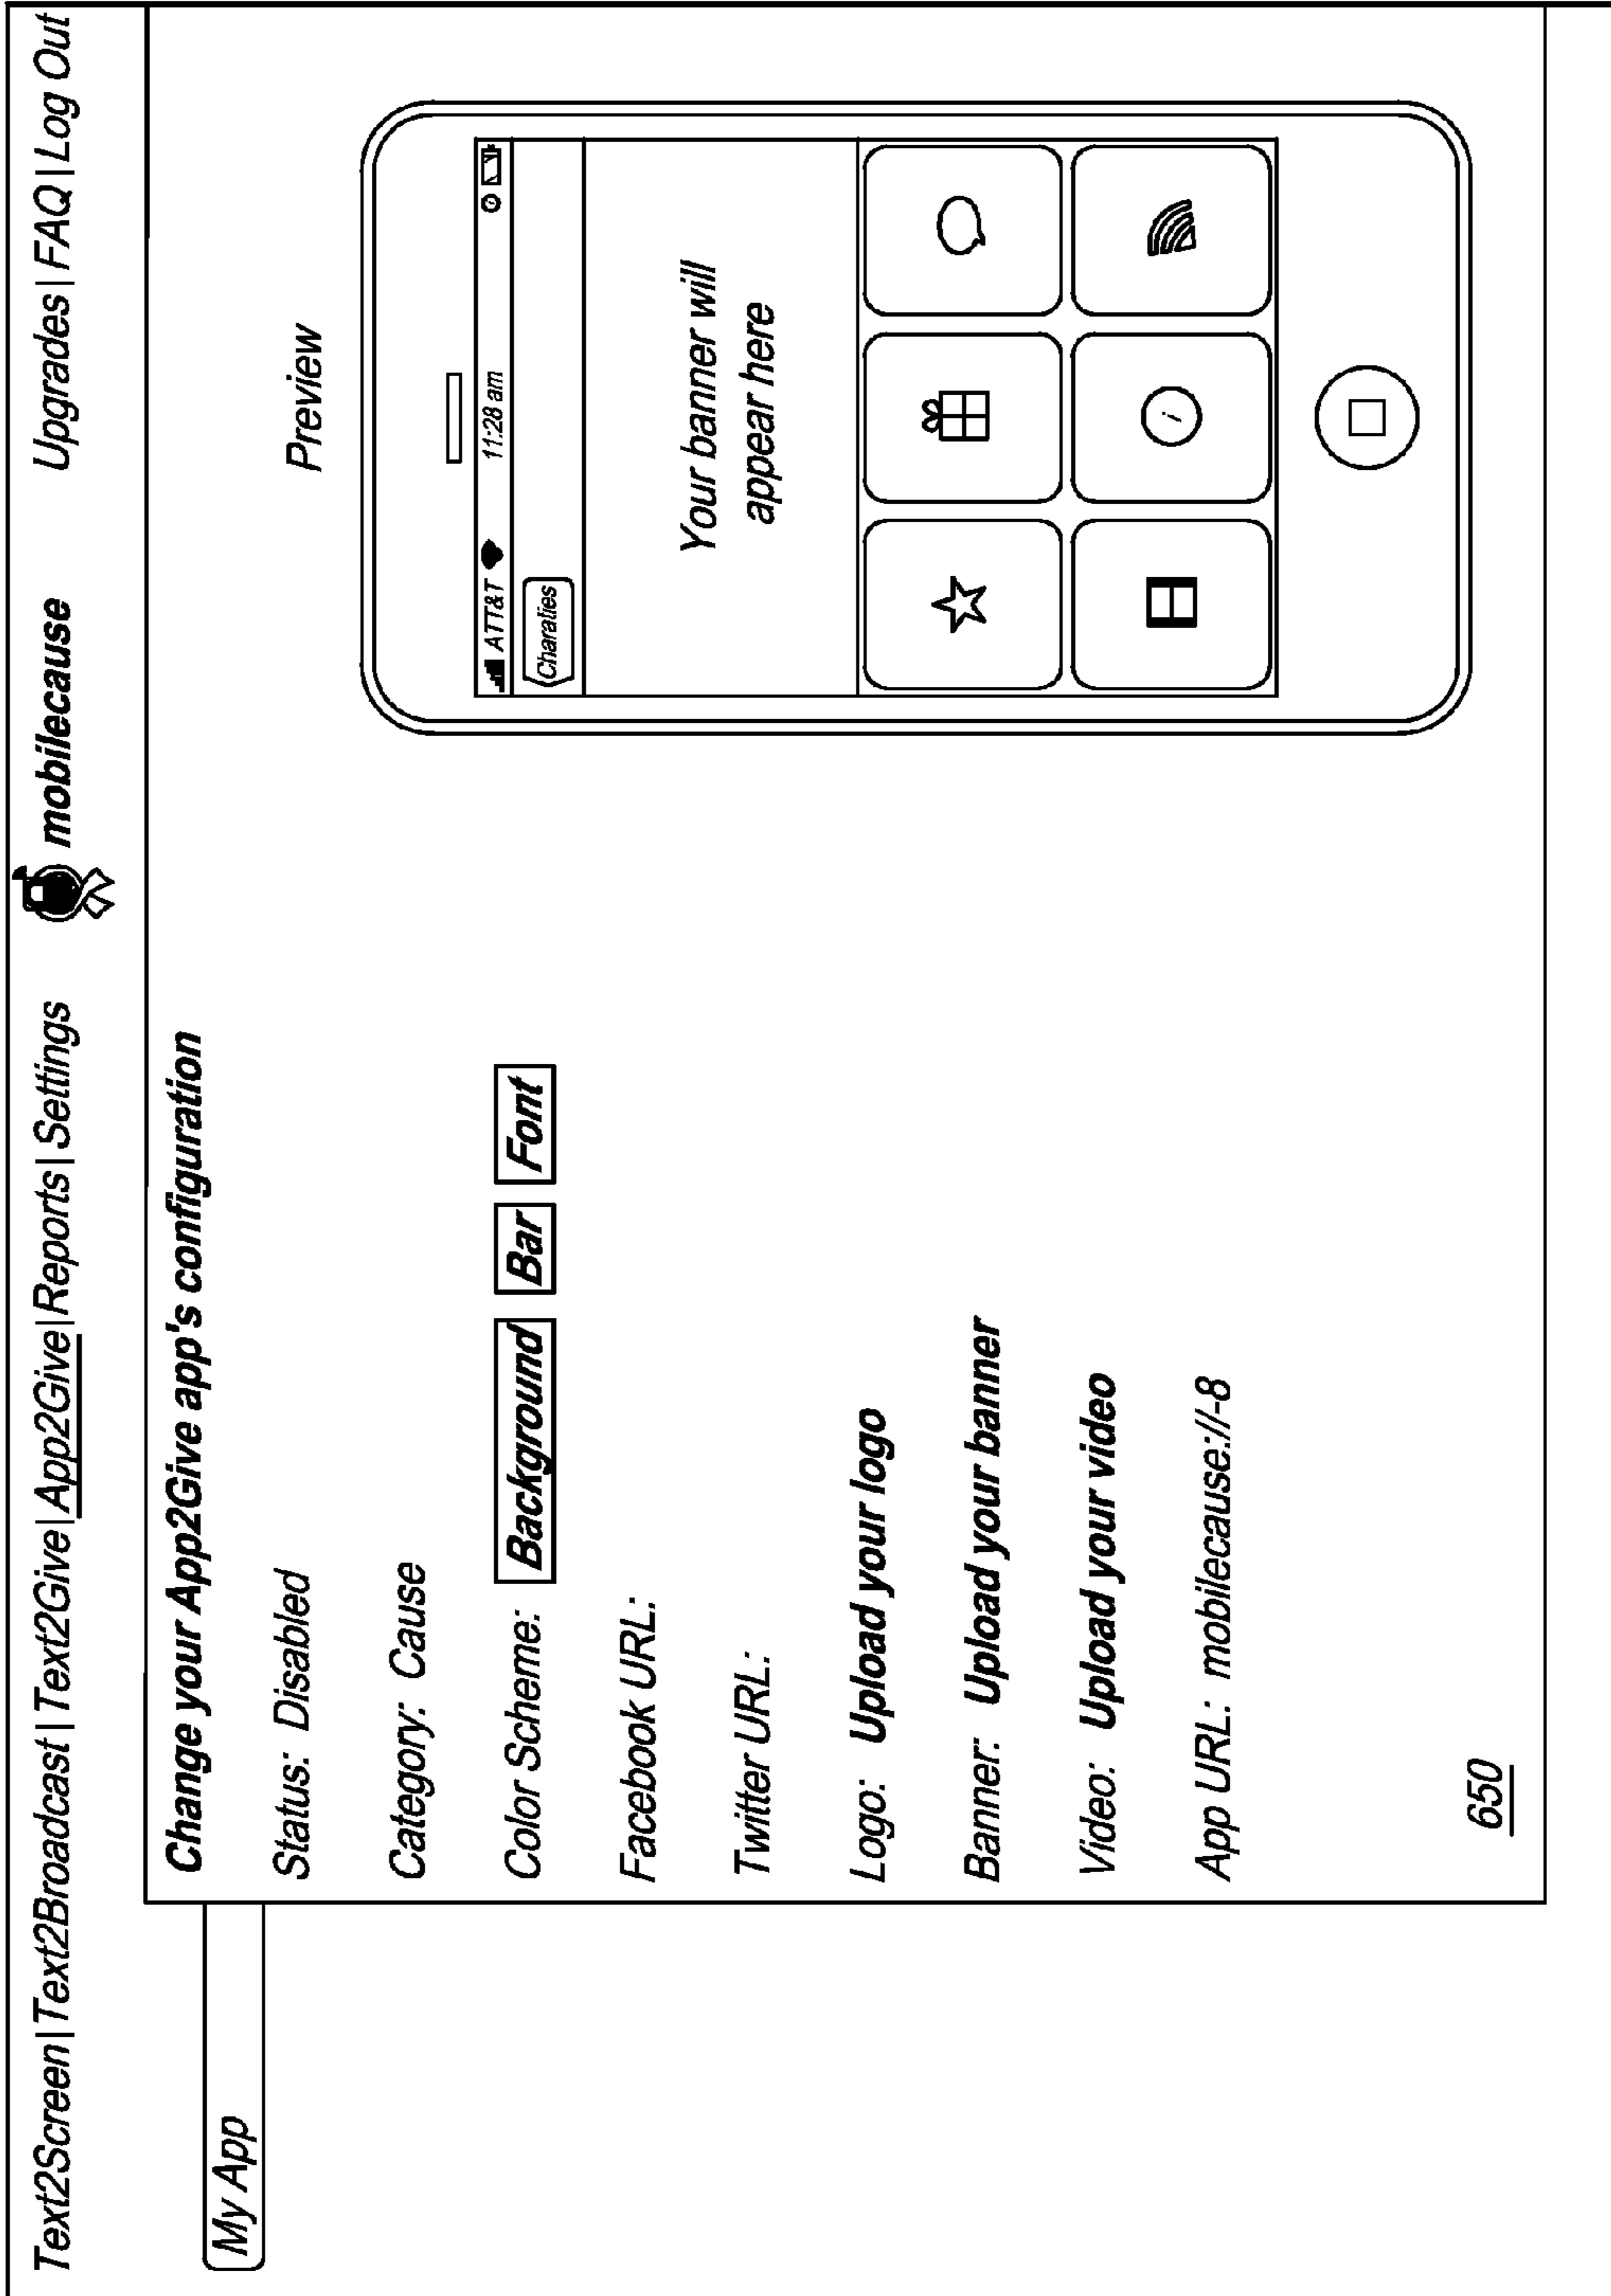 Text2Screen|Text2Broadcast|Text2Give|App2Give|Reports|Settings mobilecause Upgrades|FAQ|Log Out
My App
Change your App2Give app's configuration
Status: Disabled
Category: Cause
Color Scheme: Background Bar Font
Facebook URL:
Twitter URL:
Logo: Upload your logo
Banner: Upload your banner
Video: Upload your video
App URL: mobilecause://-8
650
Preview
ATT&T 11:28 am
Charaties
Your banner will
appear here
i